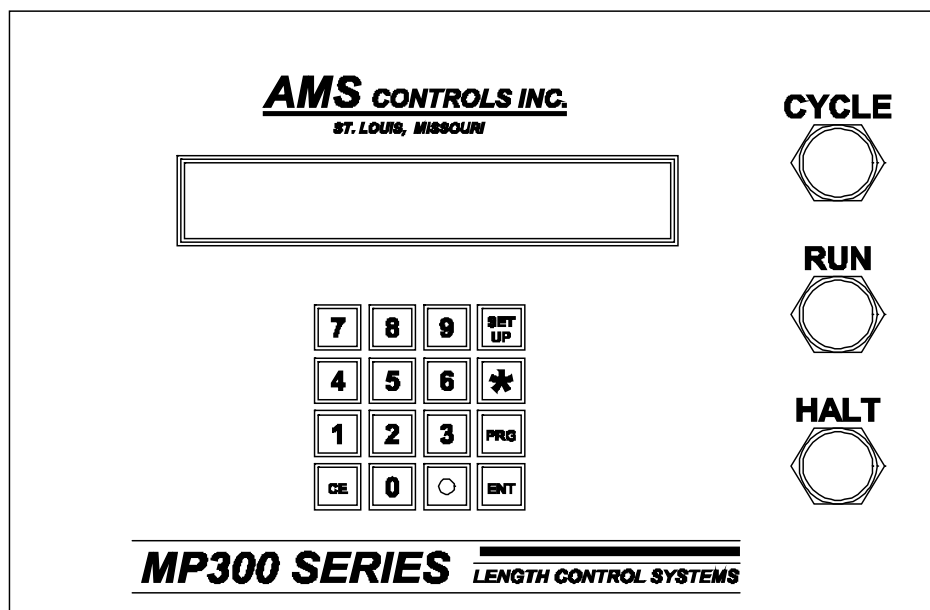 AMS CONTROLS INC.
ST. LOUIS, MISSOURI
CYCLE
RUN
HALT
7 8 9 SET UP
4 5 6 *
1 2 3 PRG
CE 0 ENT
MP300 SERIES LENGTH CONTROL SYSTEMS